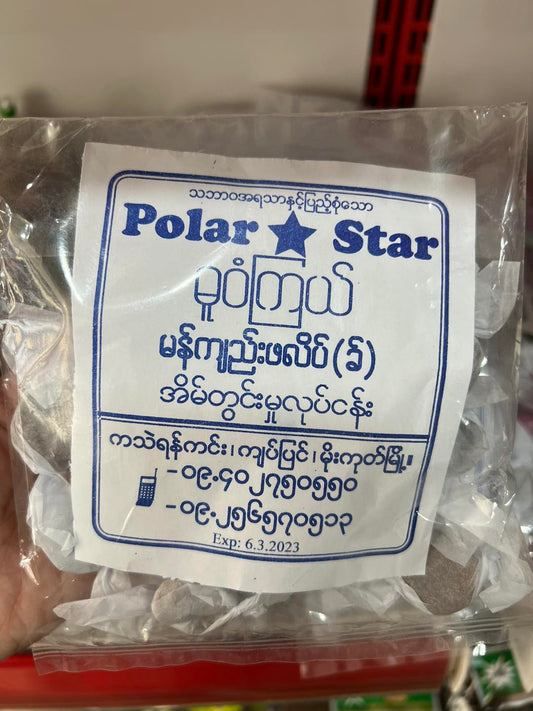 သဘာဝအရသာနှင့်ပြည့်စုံသော
Polar ★ Star
မူဝံကြယ်
မန်ကျည်းဖလိပ်(ခ်)
အိမ်တွင်းမှုလုပ်ငန်း
ကသဲရန်ကင်း၊ကျပ်ပြင်၊မိုးကုတ်မြို့။
-၀၉.၄၀၂၇၅၀၅၅၀
-၀၉.၂၅၆၅၇၀၅၁၃
Exp: 6.3.2023